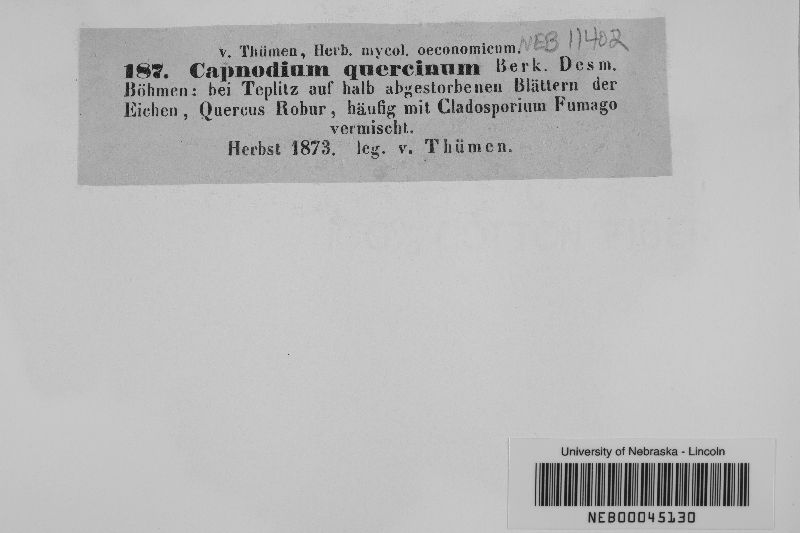 v. Thümen, Herb. mycol. oeconomicum. NEB 11402
187. Capnodium quercinum Berk. Desm.
Böhmen: bei Teplitz auf halb abgestorbenen Blättern der
Eichen, Quercus Robur, häufig mit Cladosporium Fumago
vermischt.
Herbst 1873. leg. v. Thümen.
University of Nebraska - Lincoln
NEB00045130